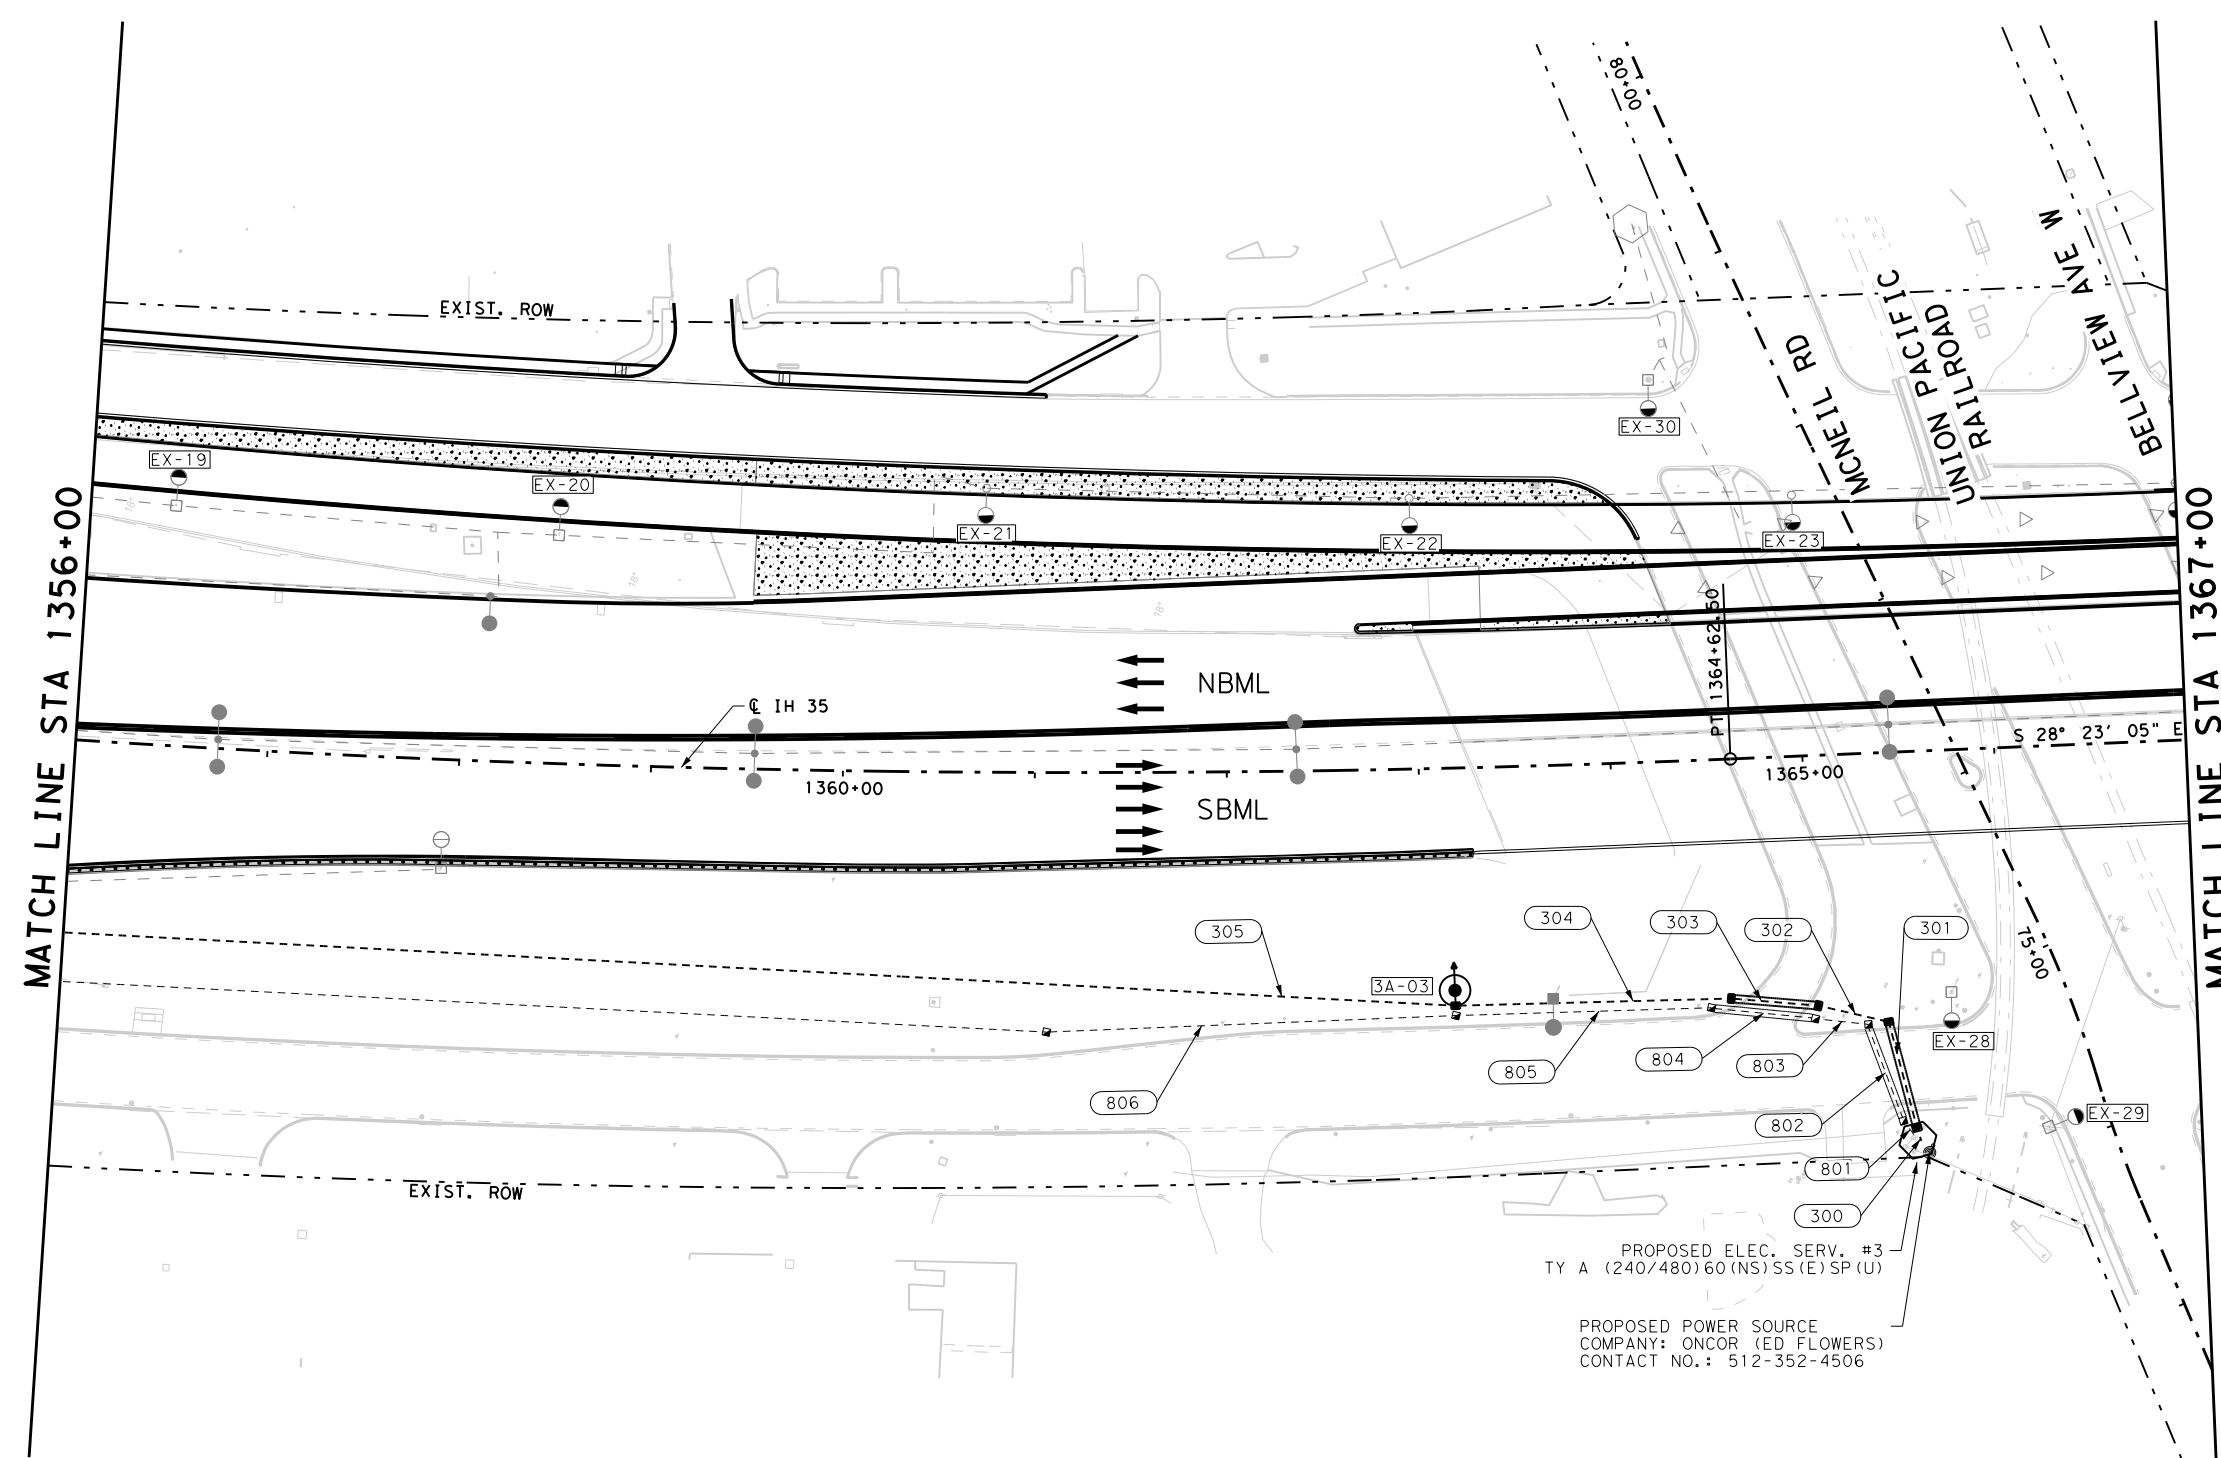 80+00
EXIST. ROW
MCNEIL RD
UNION PACIFIC
RAILROAD
BELLVIEW AVE W
EX-30
EX-19
EX-20
EX-21
EX-22
EX-23
MATCH LINE STA 1356+00
MATCH LINE STA 1367+00
18"
18"
18"
PT 1364+62.50
NBML
℄ IH 35
S 28° 23' 05" E
1360+00
1365+00
SBML
305
304
303
302
301
75+00
3A-03
EX-28
806
805
804
803
802
EX-29
801
300
EXIST. ROW
PROPOSED ELEC. SERV. #3
TY A (240/480)60(NS)SS(E)SP(U)
PROPOSED POWER SOURCE
COMPANY: ONCOR (ED FLOWERS)
CONTACT NO.: 512-352-4506